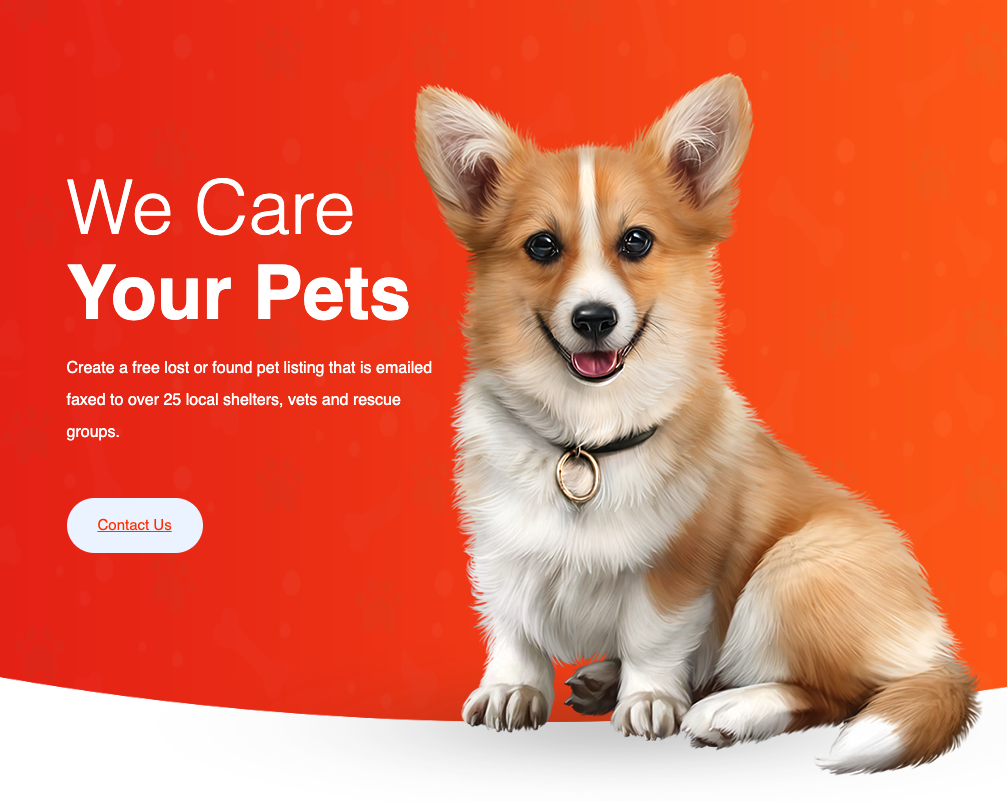 We Care
Your Pets
Create a free lost or found pet listing that is emailed
faxed to over 25 local shelters, vets and rescue
groups.
Contact Us